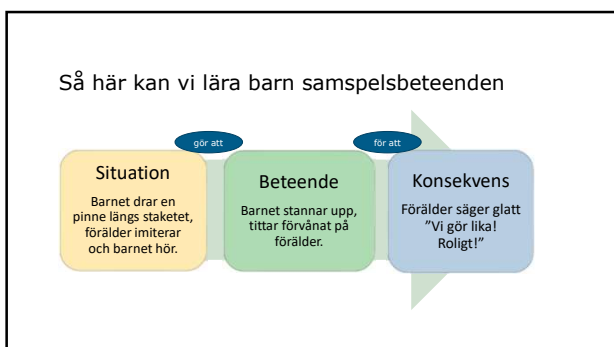 Så här kan vi lära barn samspelsbeteenden
gör att
för att
Situation
Barnet drar en
pinne längs staketet,
förälder imiterar
och barnet hör.
Beteende
Barnet stannar upp,
tittar förvånat på
förälder.
Konsekvens
Förälder säger glatt
”Vi gör lika!
Roligt!”